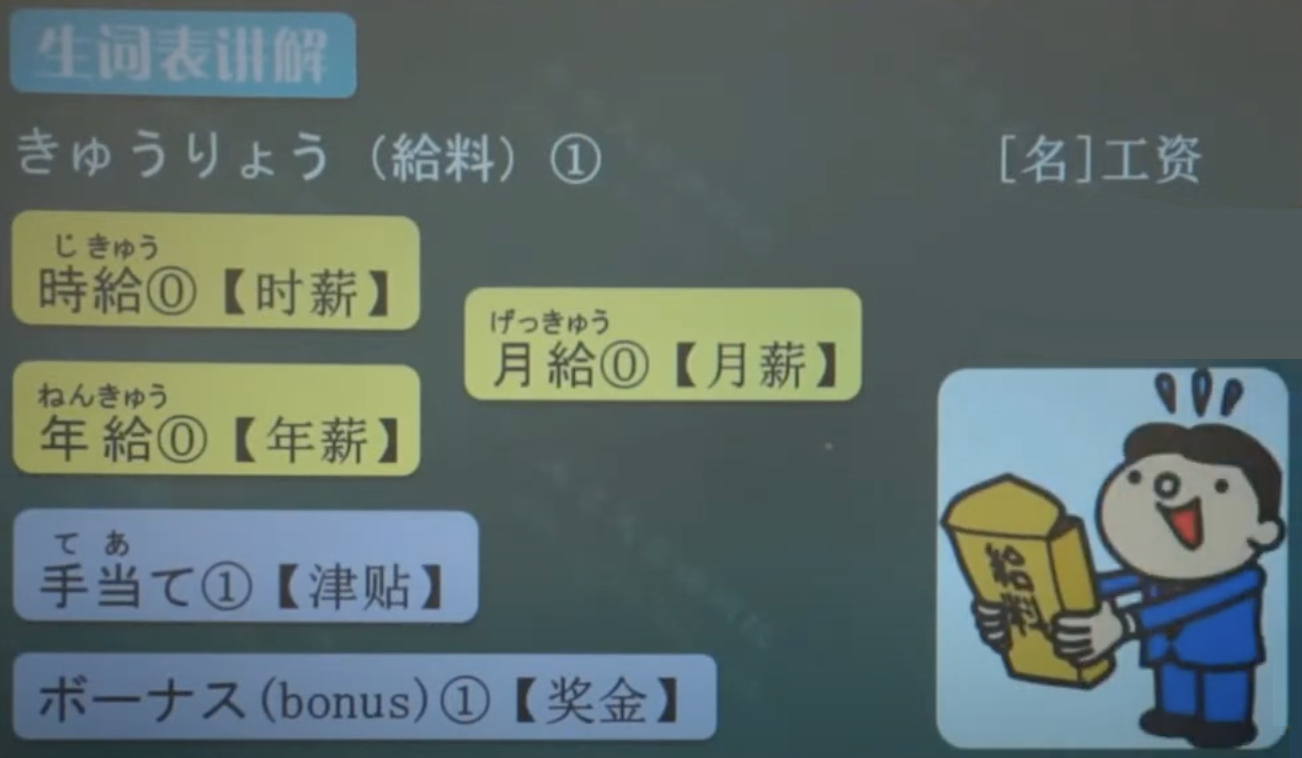 生词表讲解
きゅうりょう（給料）① [名]工资
じきゅう
時給⓪【时薪】
げっきゅう
月給⓪【月薪】
ねんきゅう
年給⓪【年薪】
てあ
手当て①【津贴】
ボーナス(bonus)①【奖金】
給料